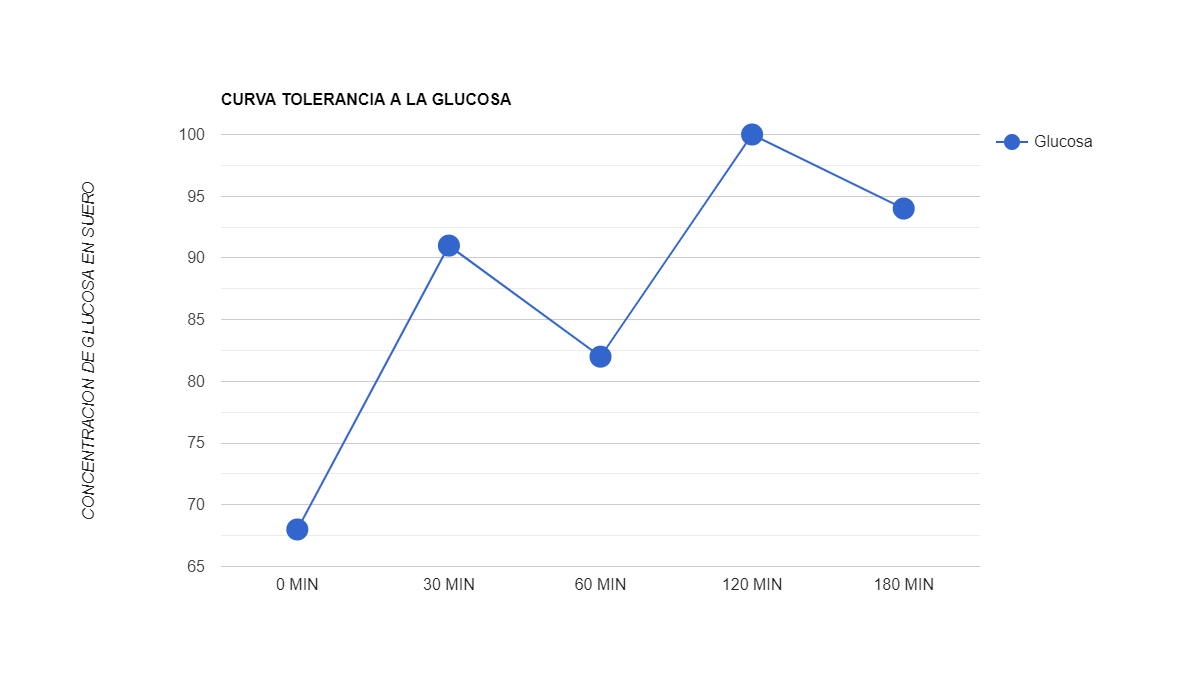 CURVA TOLERANCIA A LA GLUCOSA
Glucosa
CONCENTRACION DE GLUCOSA EN SUERO
100
95
90
85
80
75
70
65
0 MIN
30 MIN
60 MIN
120 MIN
180 MIN